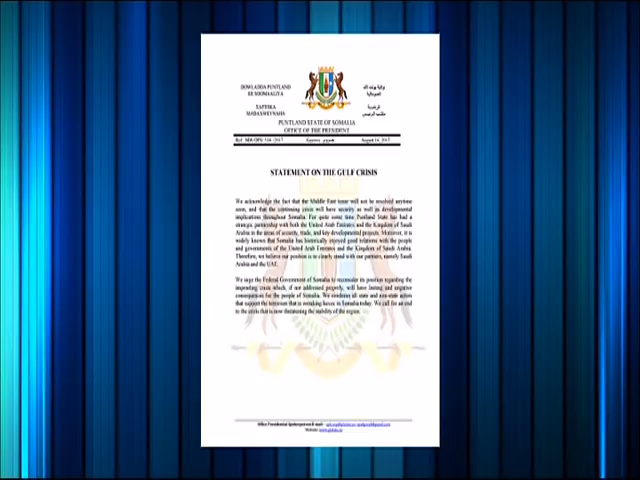 DOWLADDA PUNTLAND
EE SOOMAALIYA
XAFIISKA
MADAXWEYNAHA
PUNTLAND STATE OF SOMALIA
OFFICE OF THE PRESIDENT
STATEMENT ON THE GULF CRISIS
We acknowledge the fact that the Middle East issue will not be resolved anytime
soon, and that the continuing crisis will have security as well as developmental
implications throughout Somalia. For quite some time Puntland State has had a
strategic partnership with both the United Arab Emirates and the Kingdom of Saudi
Arabia in the areas of security, trade, and key developmental projects. Moreover, it is
widely known that Somalia has historically enjoyed good relations with the people
and governments of the United Arab Emirates and the Kingdom of Saudi Arabia.
Therefore, we believe our position is to clearly stand with our partners, namely Saudi
Arabia and the UAE.
We urge the Federal Government of Somalia to reconsider its position regarding the
impending crisis which, if not addressed properly, will have lasting and negative
consequences for the people of Somalia. We condemn all state and non-state actors
that support the terrorism that is wreaking havoc in Somalia today. We call for an end
to the crisis that is now threatening the stability of the region.